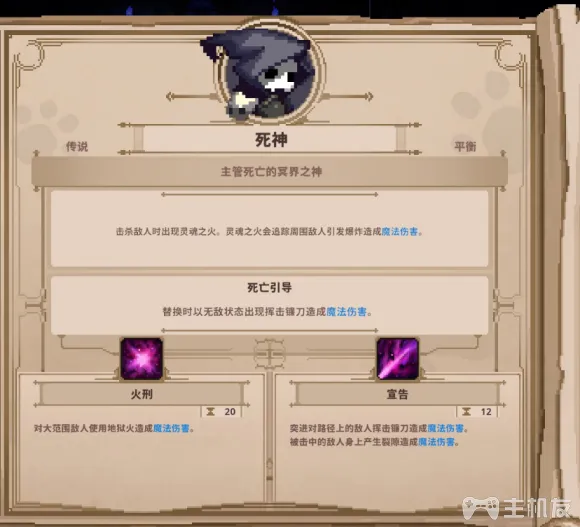 死神
传说
平衡
主管死亡的冥界之神
击杀敌人时出现灵魂之火。灵魂之火会追踪周围敌人引发爆炸造成魔法伤害。
死亡引导
替换时以无敌状态出现挥击镰刀造成魔法伤害。
火刑
宣告
20
12
对大范围敌人使用地狱火造成魔法伤害。
突进对路径上的敌人挥击镰刀造成魔法伤害。
被击中的敌人身上产生裂隙造成魔法伤害。
主机友